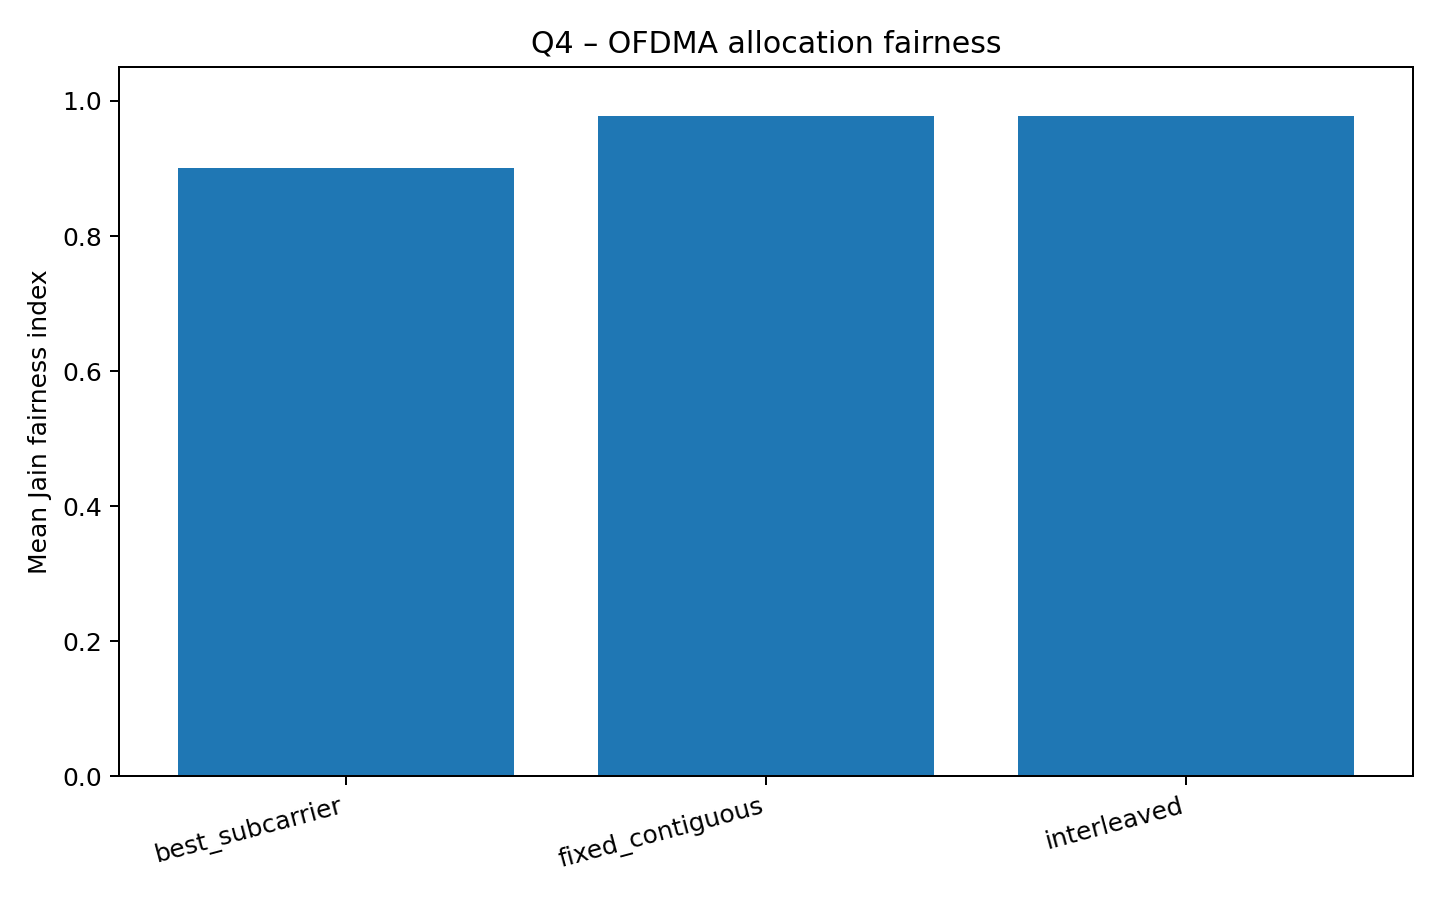 Q4 – OFDMA allocation fairness
Mean Jain fairness index
1.0
0.8
0.6
0.4
0.2
0.0
best_subcarrier
fixed_contiguous
interleaved